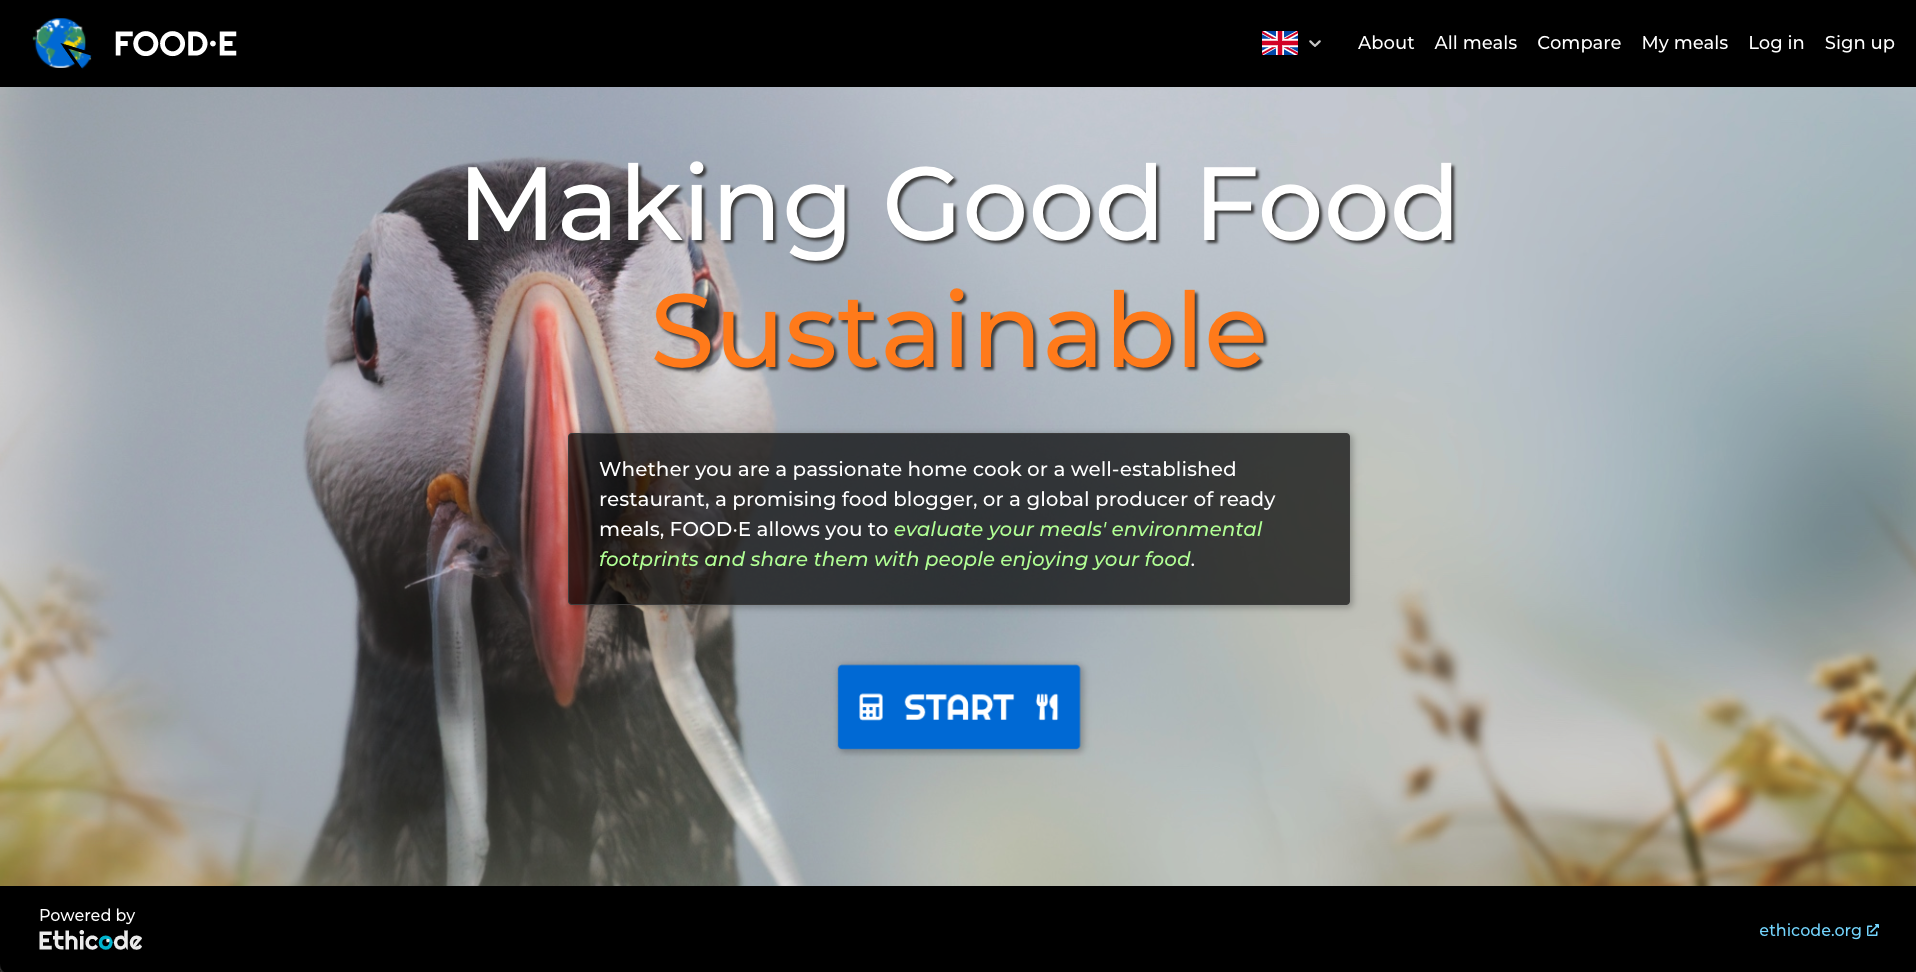 FOOD·E
About All meals Compare My meals Log in Sign up
Making Good Food
Sustainable
Whether you are a passionate home cook or a well-established
restaurant, a promising food blogger, or a global producer of ready
meals, FOOD·E allows you to evaluate your meals' environmental
footprints and share them with people enjoying your food.
START
Powered by
Ethicode
ethicode.org